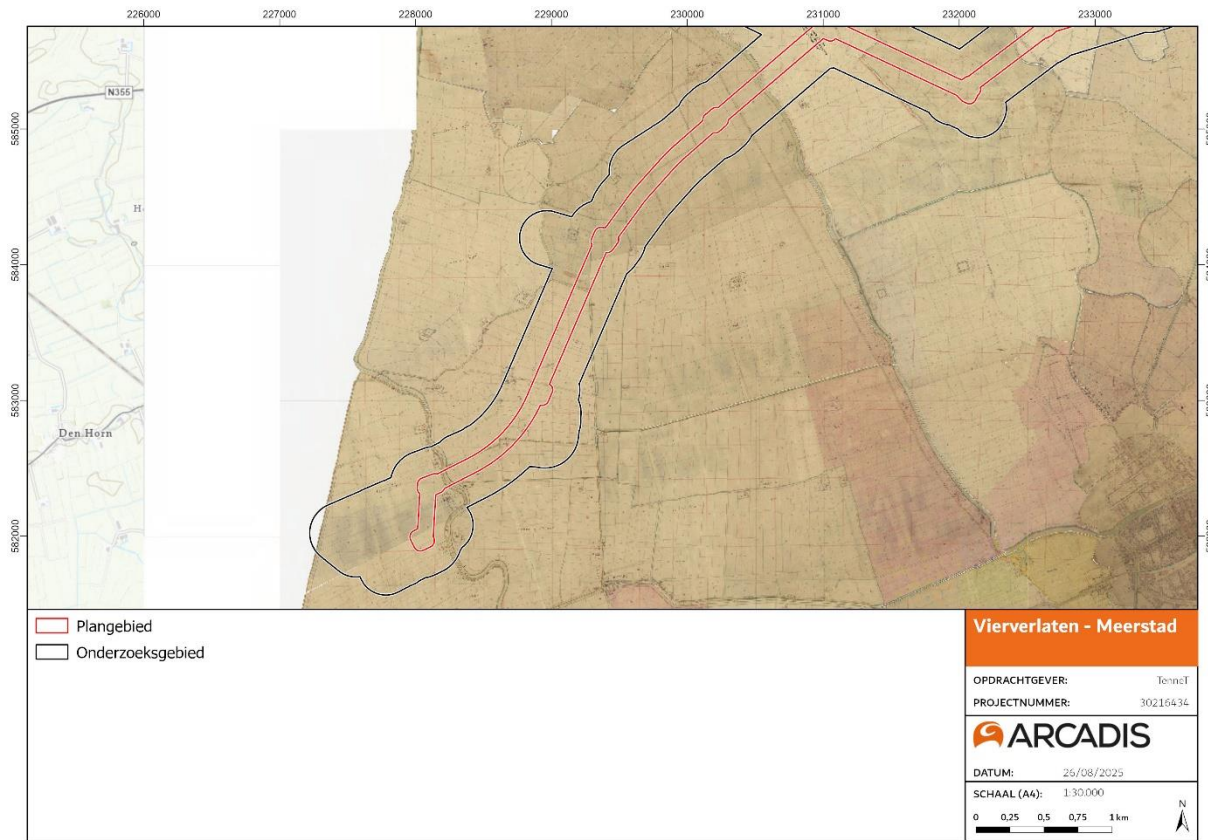 226000 227000 228000 229000 230000 231000 232000 233000
N355
585000
584000
583000
Den Horn
582000
Plangebied
Onderzoeksgebied
Vierverlaten - Meerstad
OPDRACHTGEVER: TenneT
PROJECTNUMMER: 30216434
ARCADIS
DATUM: 26/08/2025
SCHAAL (A4): 1:30.000
N
0 0,25 0,5 0,75 1 km